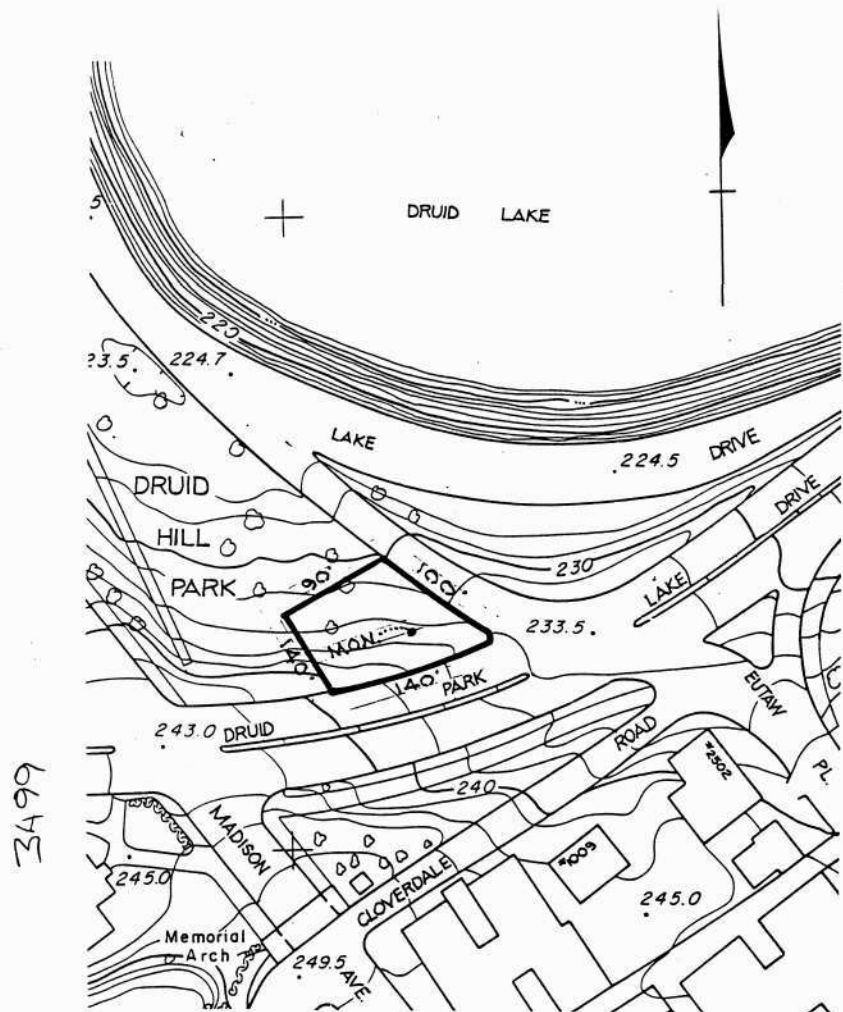 5
DRUID LAKE
220
23.5
224.7
LAKE
DRIVE
224.5
DRUID
HILL
PARK
DRIVE
230
LAKE
90'
100'
233.5
MON.
140'
140'
PARK
EUTAW
C
243.0
DRUID
ROAD
PL.
#2502
240
MADISON
3499
245.0
CLOVERDALE
#1009
245.0
Memorial
Arch
249.5
AVE.